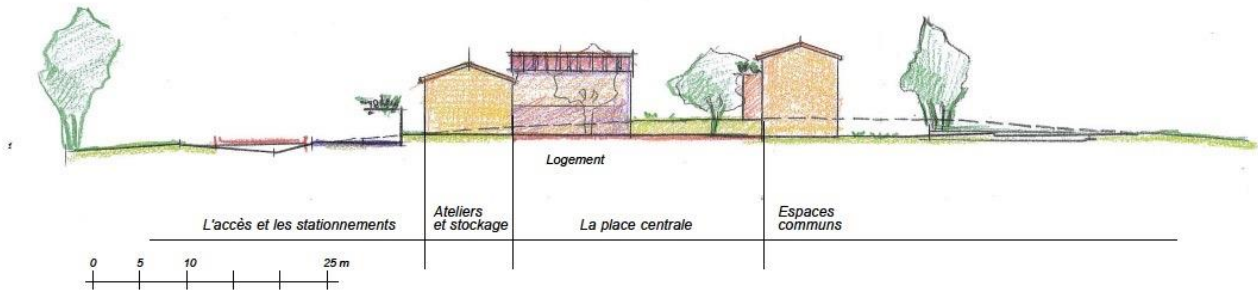 Logement
L'accès et les stationnements
Ateliers
et stockage
La place centrale
Espaces
communs
0 5 10 25 m